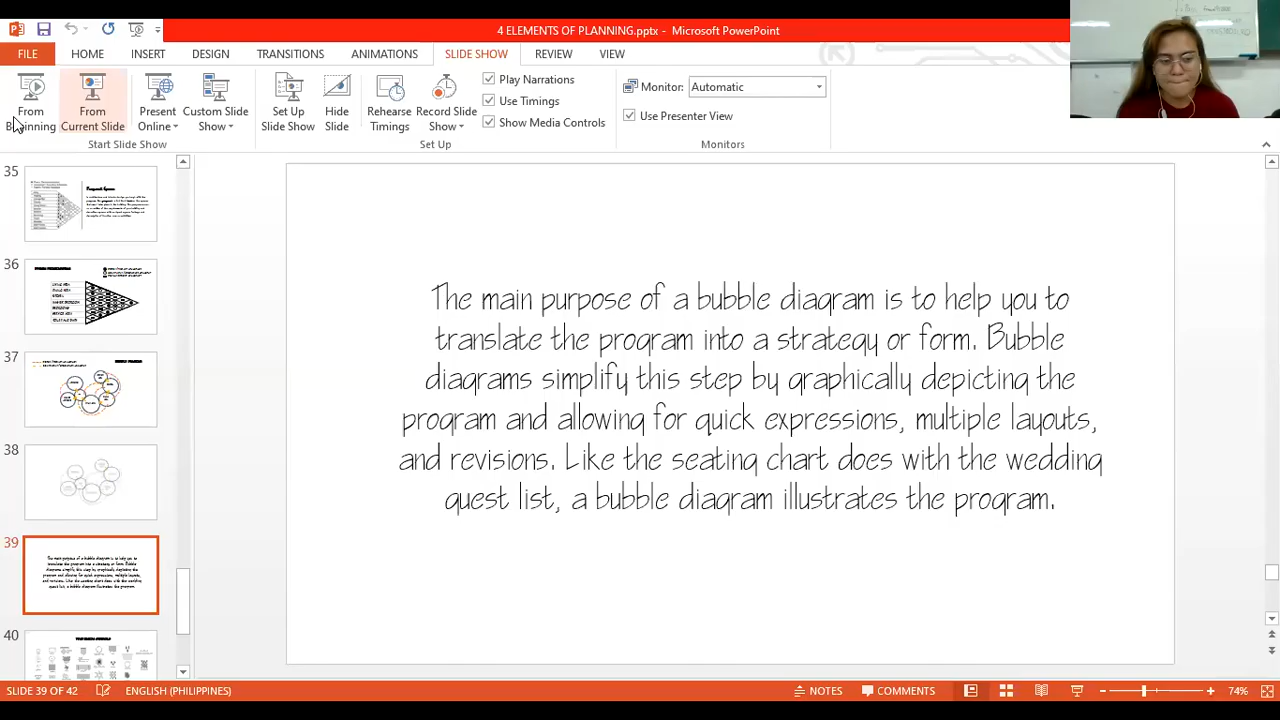 4 ELEMENTS OF PLANNING.pptx - Microsoft PowerPoint
FILE HOME INSERT DESIGN TRANSITIONS ANIMATIONS SLIDE SHOW REVIEW VIEW
From Beginning
From Current Slide
Present Online
Custom Slide Show
Set Up Slide Show
Hide Slide
Rehearse Timings
Record Slide Show
Play Narrations
Use Timings
Show Media Controls
Monitor: Automatic
Use Presenter View
Start Slide Show
Set Up
Monitors
35
36
37
38
39
40
The main purpose of a bubble diagram is to help you to
translate the program into a strategy or form. Bubble
diagrams simplify this step by graphically depicting the
program and allowing for quick expressions, multiple layouts,
and revisions. Like the seating chart does with the wedding
guest list, a bubble diagram illustrates the program.
SLIDE 39 OF 42 ENGLISH (PHILIPPINES) NOTES COMMENTS 74%